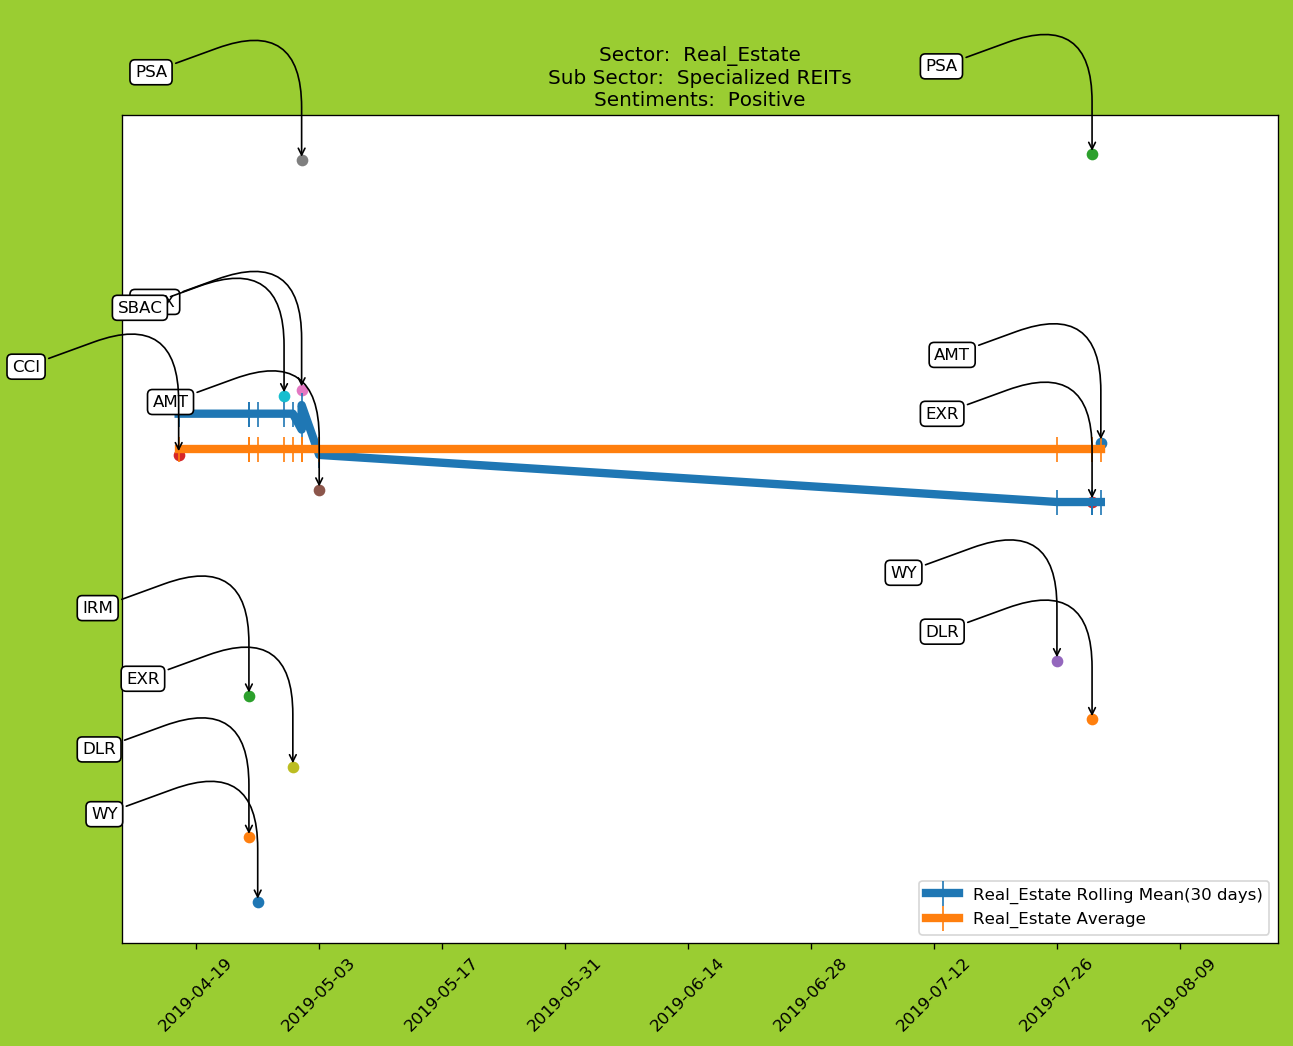 PSA
PSA
Sector:  Real_Estate
Sub Sector:  Specialized REITs
Sentiments:  Positive
SBAC
CCI
AMT
AMT
EXR
IRM
WY
EXR
DLR
DLR
WY
Real_Estate Rolling Mean(30 days)
Real_Estate Average
2019-04-19
2019-05-03
2019-05-17
2019-05-31
2019-06-14
2019-06-28
2019-07-12
2019-07-26
2019-08-09